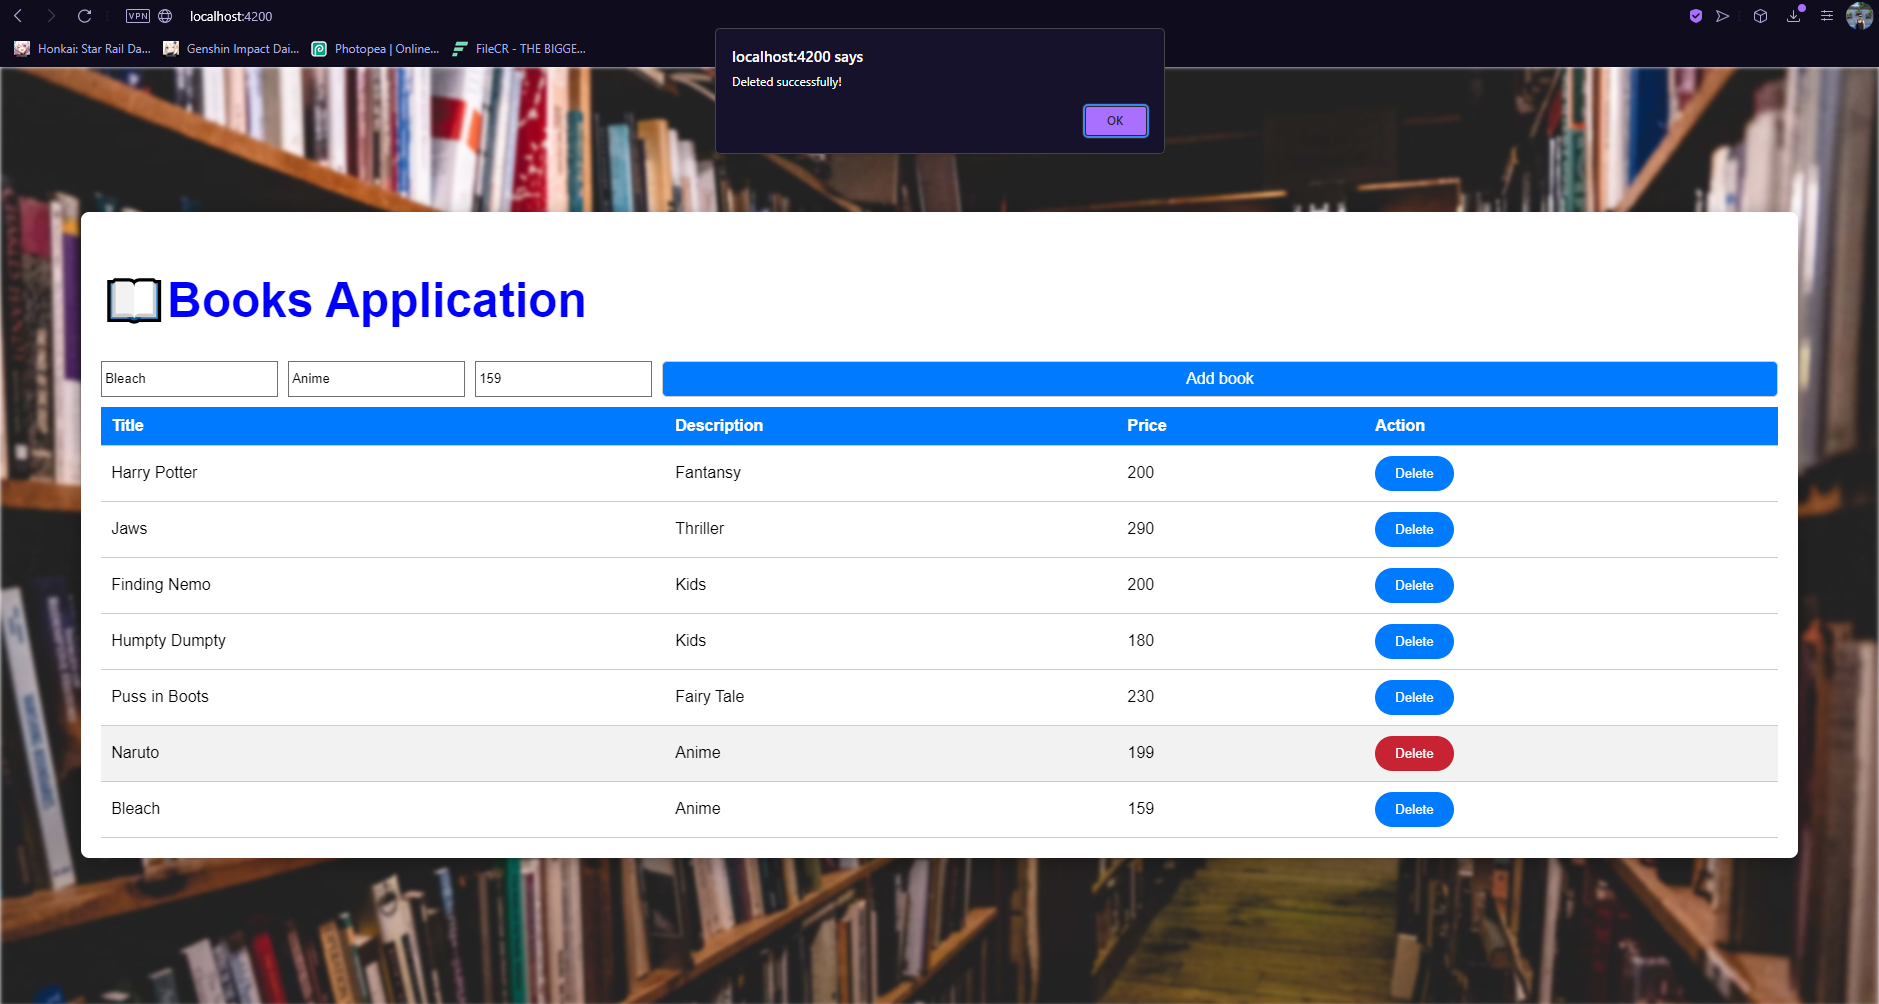 VPN localhost:4200
Honkai: Star Rail Da... Genshin Impact Dai... Photopea | Online... FileCR - THE BIGGE...
localhost:4200 says
Deleted successfully!
OK
Books Application
Bleach Anime 159 Add book
Title Description Price Action
Harry Potter Fantansy 200 Delete
Jaws Thriller 290 Delete
Finding Nemo Kids 200 Delete
Humpty Dumpty Kids 180 Delete
Puss in Boots Fairy Tale 230 Delete
Naruto Anime 199 Delete
Bleach Anime 159 Delete